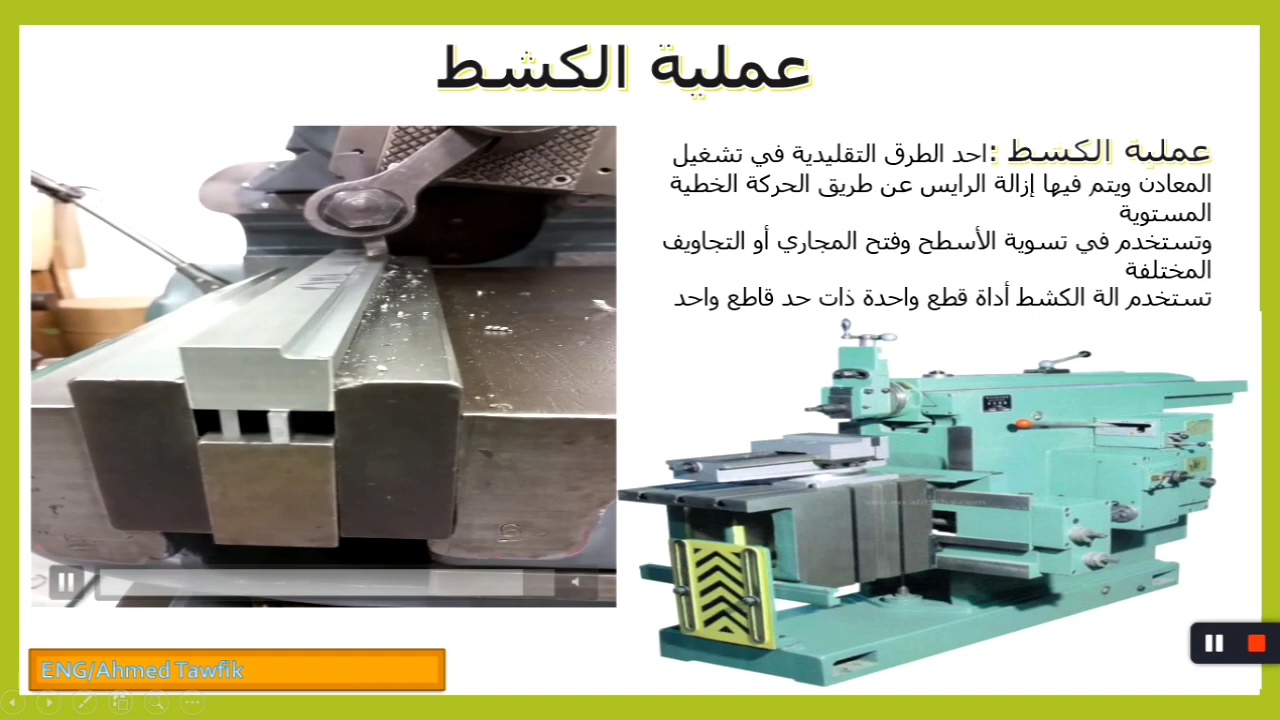 عملية الكشط
عملية الكشط :احد الطرق التقليدية في تشغيل
المعادن ويتم فيها إزالة الرايس عن طريق الحركة الخطية
المستوية
وتستخدم في تسوية الأسطح وفتح المجاري أو التجاويف
المختلفة
تستخدم الة الكشط أداة قطع واحدة ذات حد قاطع واحد
ENG/Ahmed Tawfik